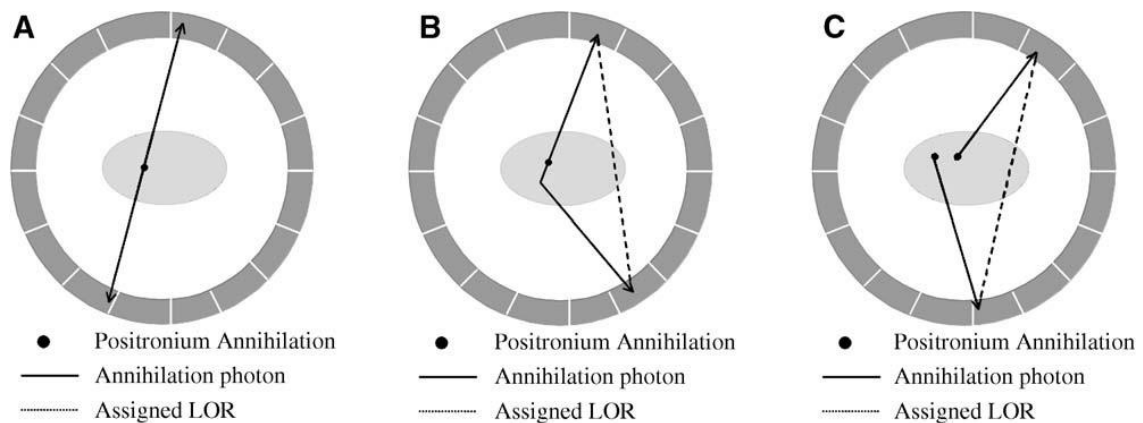 A
B
C
Positronium Annihilation
Annihilation photon
Assigned LOR
Positronium Annihilation
Annihilation photon
Assigned LOR
Positronium Annihilation
Annihilation photon
Assigned LOR